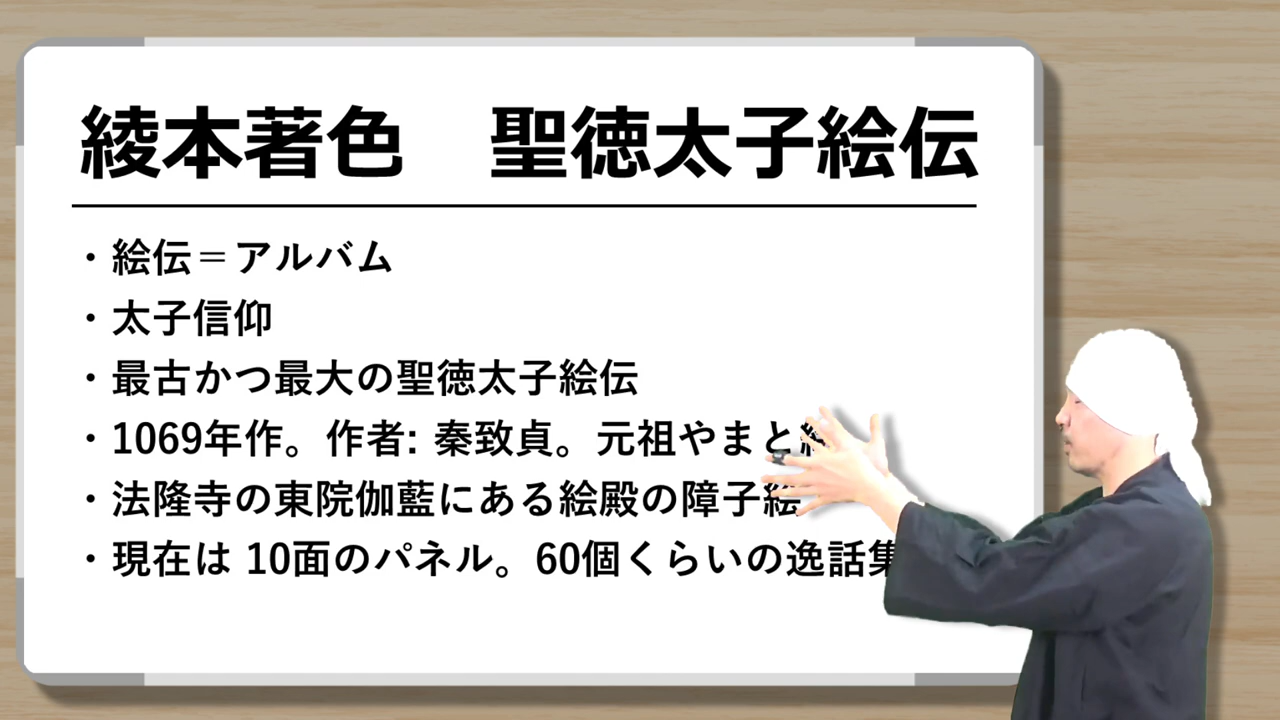 綾本著色　聖徳太子絵伝
・絵伝＝アルバム
・太子信仰
・最古かつ最大の聖徳太子絵伝
・1069年作。作者: 秦致貞。元祖やまと
・法隆寺の東院伽藍にある絵殿の障子絵
・現在は 10面のパネル。60個くらいの逸話集